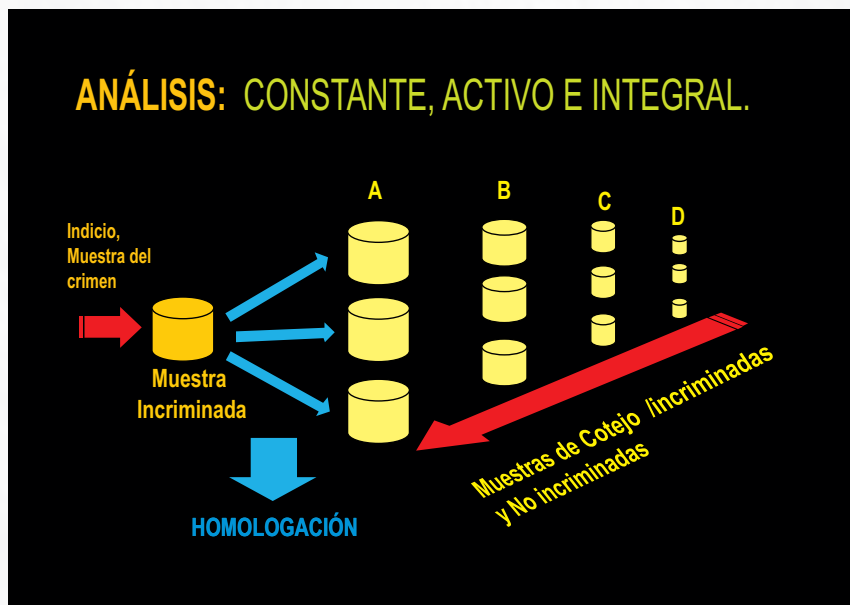 ANÁLISIS: CONSTANTE, ACTIVO E INTEGRAL.
A
B
C
D
Indicio,
Muestra del
crimen
Muestra
Incriminada
Muestras de Cotejo /incriminadas
y No incriminadas
HOMOLOGACIÓN